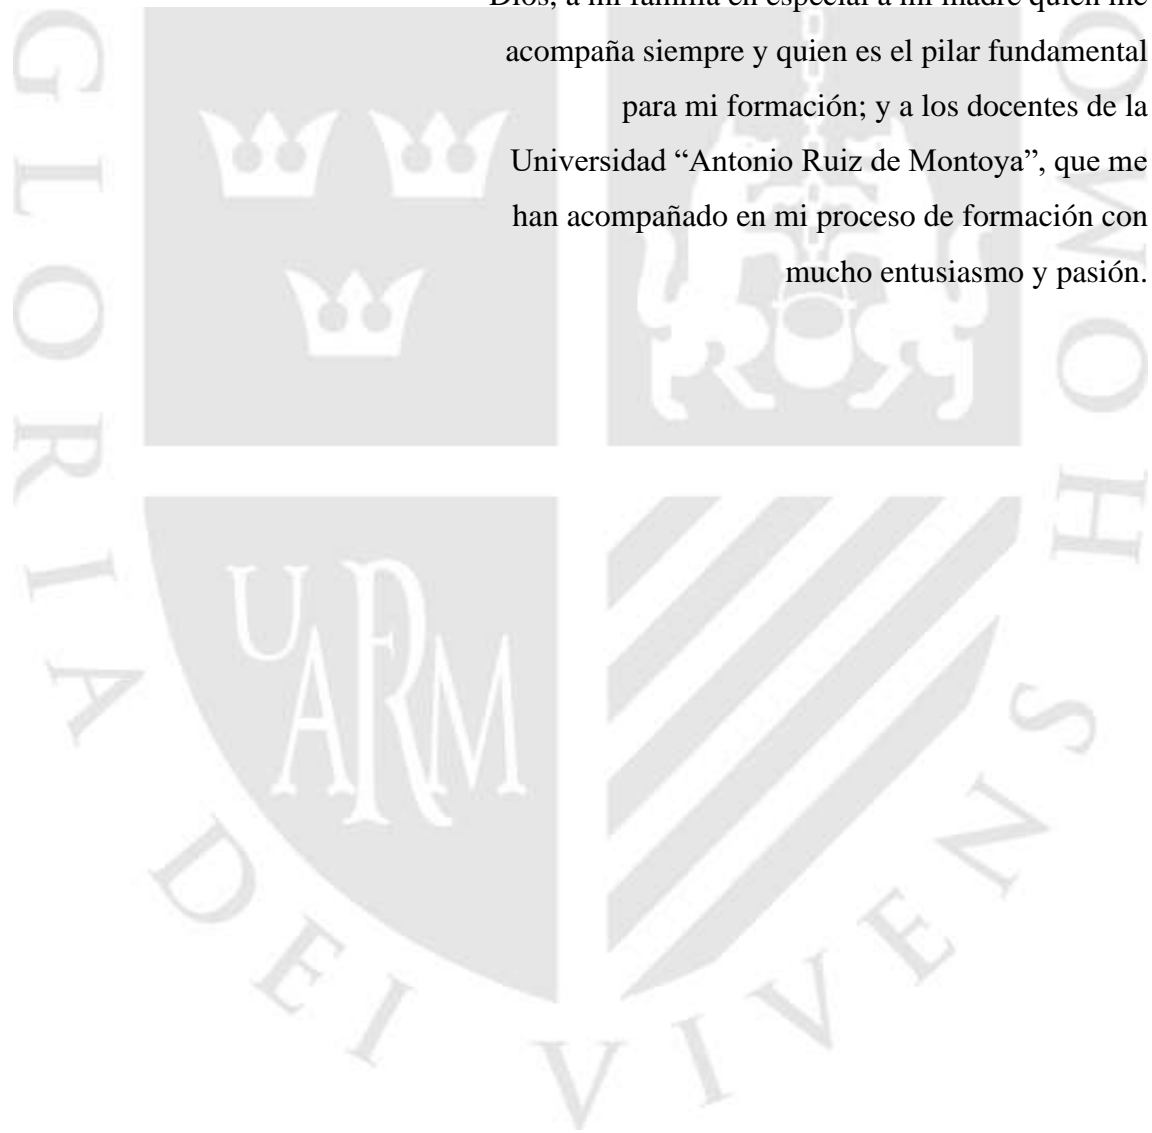 Dios, a mi familia en especial a mi madre quien me
acompaña siempre y quien es el pilar fundamental
para mi formación; y a los docentes de la
Universidad “Antonio Ruiz de Montoya”, que me
han acompañado en mi proceso de formación con
mucho entusiasmo y pasión.
GLORIA DEI VIVENS HOMO
UARM